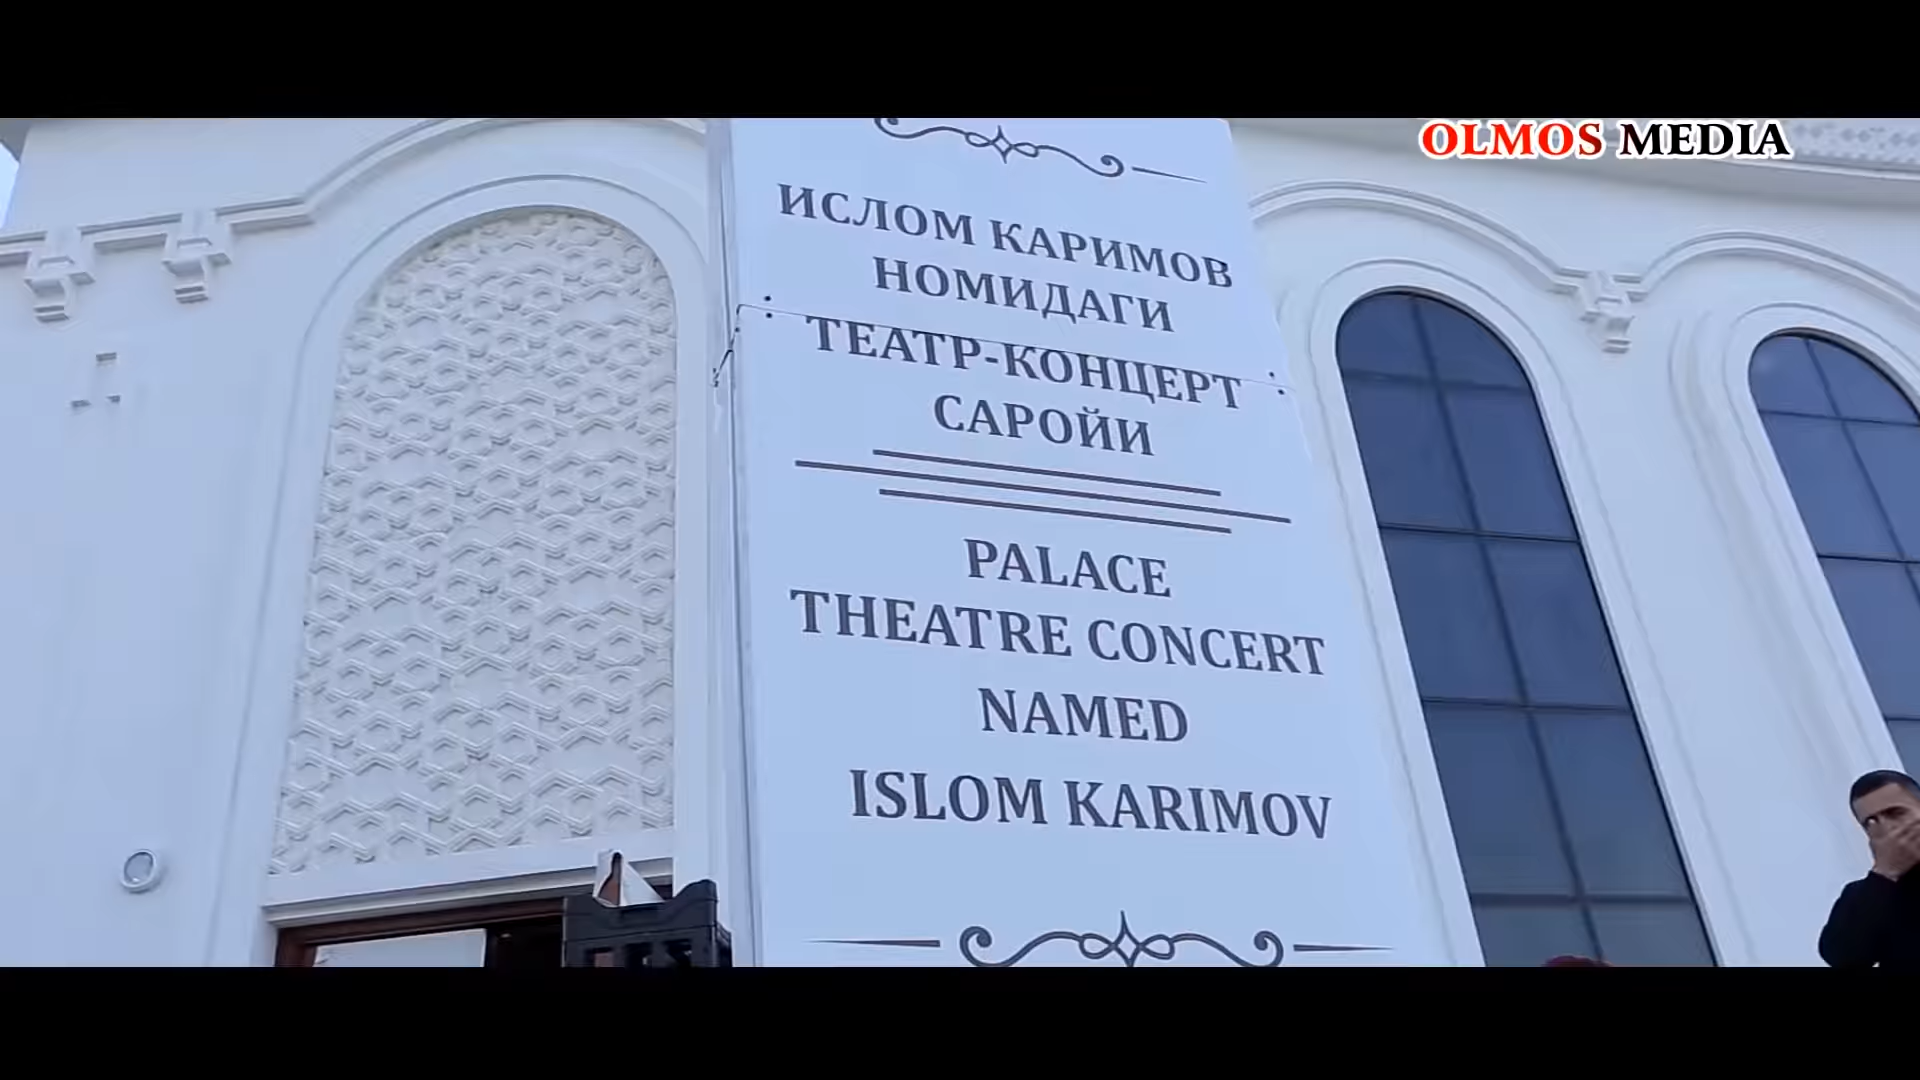 OLMOS MEDIA
ИСЛОМ КАРИМОВ
НОМИДАГИ
ТЕАТР-КОНЦЕРТ
САРОЙИ
PALACE
THEATRE CONCERT
NAMED
ISLOM KARIMOV